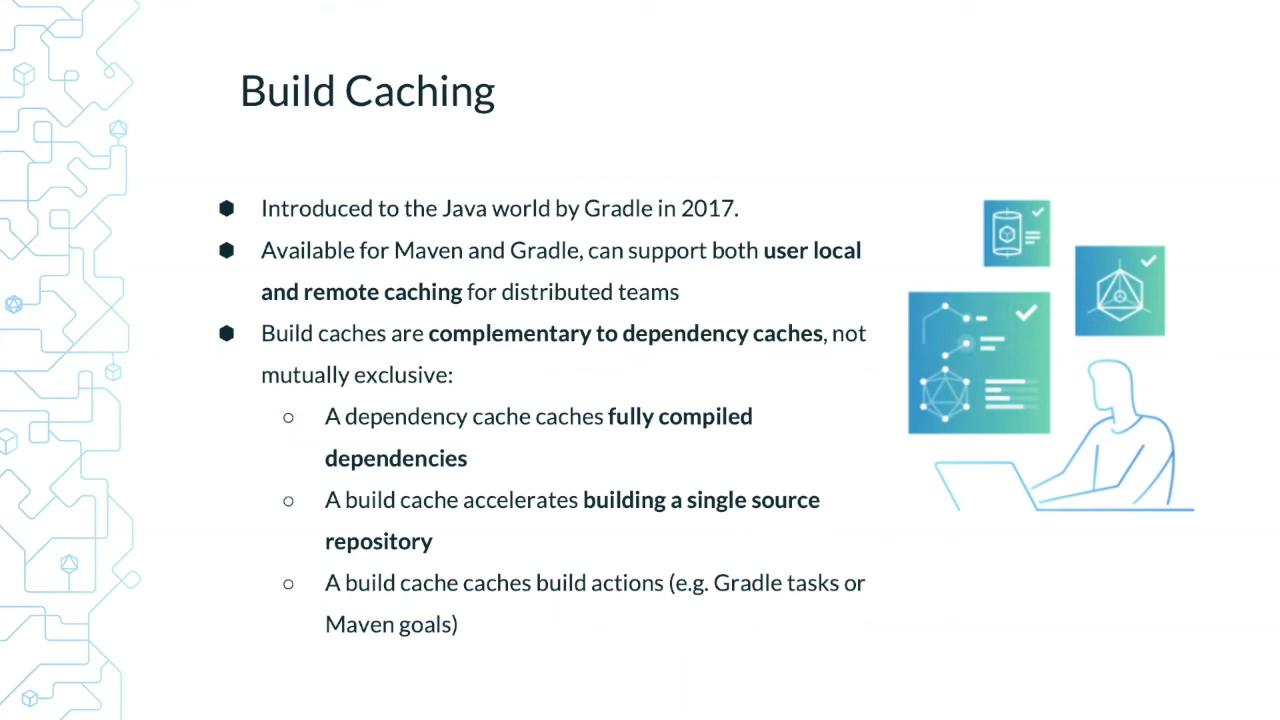 Build Caching
Introduced to the Java world by Gradle in 2017.
Available for Maven and Gradle, can support both user local
and remote caching for distributed teams
Build caches are complementary to dependency caches, not
mutually exclusive:
A dependency cache caches fully compiled
dependencies
A build cache accelerates building a single source
repository
A build cache caches build actions (e.g. Gradle tasks or
Maven goals)